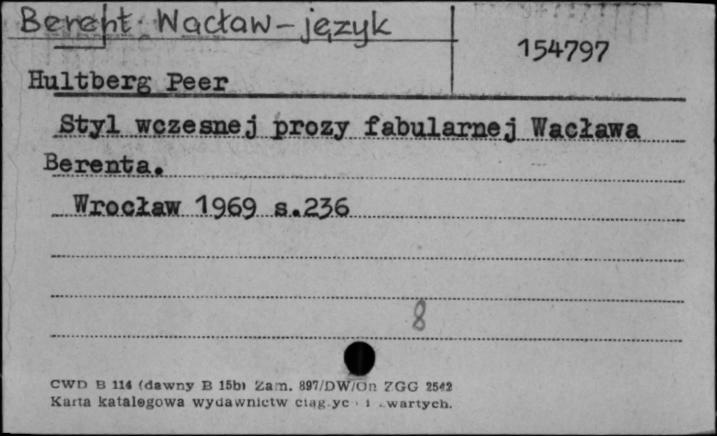 Berent Wacław - język
154797
Hultberg Peer
Styl wczesnej prozy fabularnej Wacława
Berenta.
Wrocław 1969 s.236
8
CWD B 114 (dawny B 15b) Zam. 897/DW/On ZGG 2542
Karta katalogowa wydawnictw i